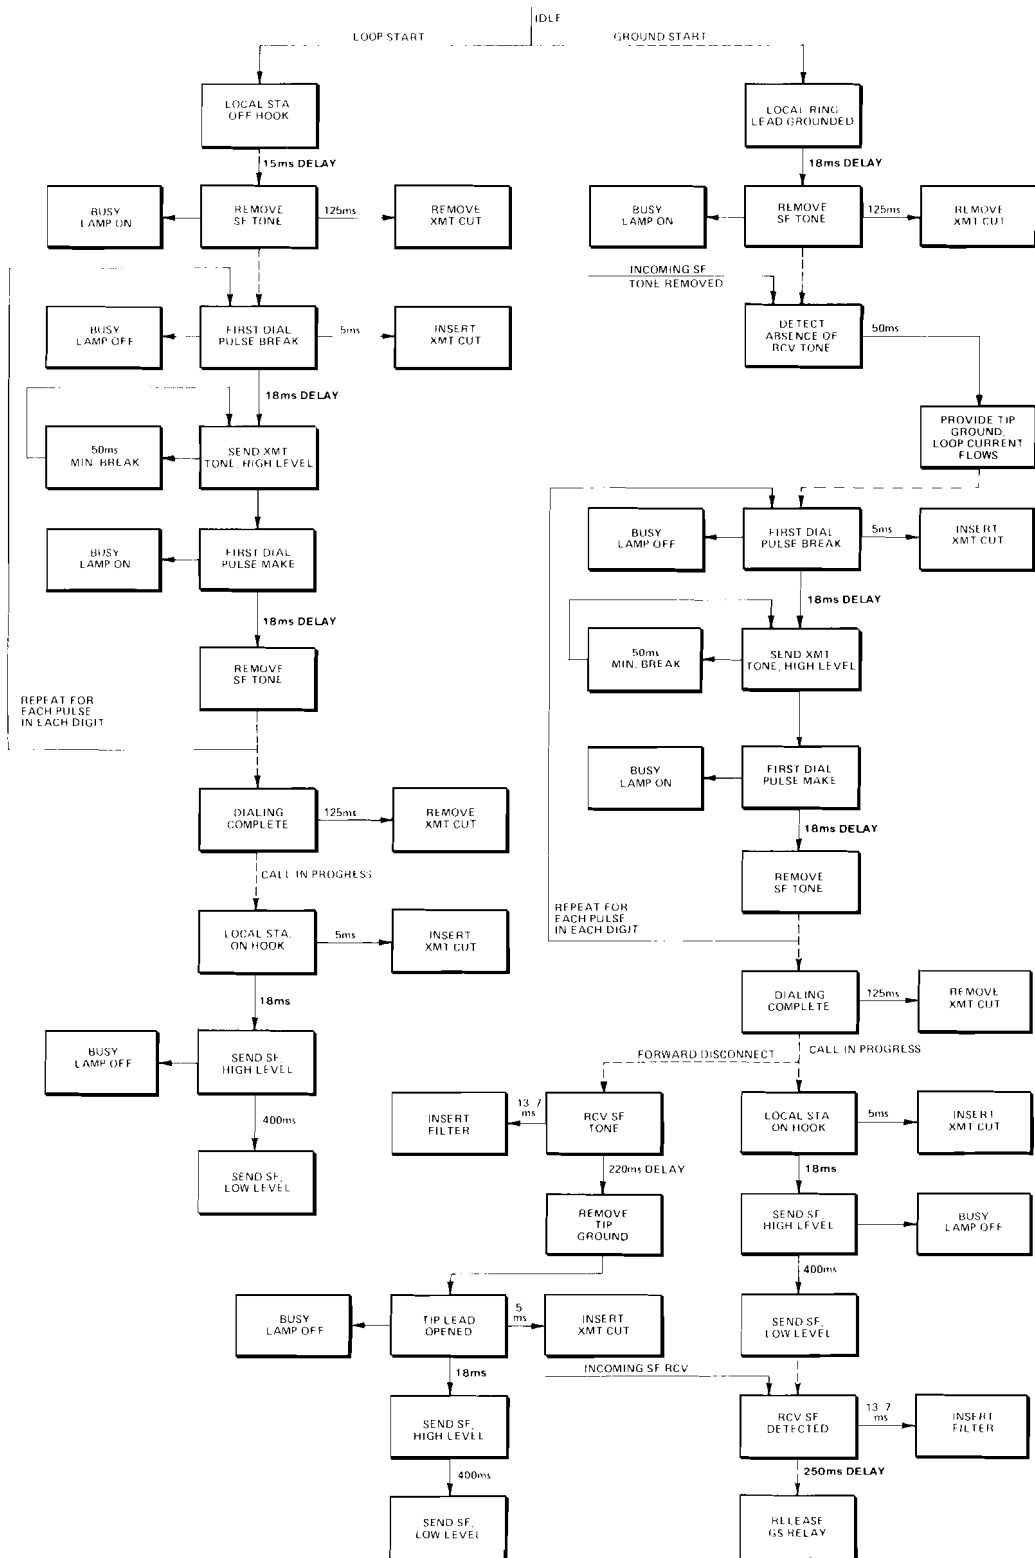 IDLE
LOOP START
GROUND START
LOCAL STA
OFF HOOK
15ms DELAY
BUSY
LAMP ON
REMOVE
SF TONE
125ms
REMOVE
XMT CUT
BUSY
LAMP OFF
FIRST DIAL
PULSE BREAK
5ms
INSERT
XMT CUT
18ms DELAY
50ms
MIN. BREAK
SEND XMT
TONE, HIGH LEVEL
BUSY
LAMP ON
FIRST DIAL
PULSE MAKE
18ms DELAY
REMOVE
SF TONE
REPEAT FOR
EACH PULSE
IN EACH DIGIT
DIALING
COMPLETE
125ms
REMOVE
XMT CUT
CALL IN PROGRESS
LOCAL STA.
ON HOOK
5ms
INSERT
XMT CUT
18ms
BUSY
LAMP OFF
SEND SF,
HIGH LEVEL
400ms
SEND SF,
LOW LEVEL
LOCAL RING
LEAD GROUNDED
18ms DELAY
BUSY
LAMP ON
REMOVE
SF TONE
125ms
REMOVE
XMT CUT
INCOMING SF
TONE REMOVED
DETECT
ABSENCE OF
RCV TONE
50ms
PROVIDE TIP
GROUND,
LOOP CURRENT
FLOWS
BUSY
LAMP OFF
FIRST DIAL
PULSE BREAK
5ms
INSERT
XMT CUT
18ms DELAY
50ms
MIN. BREAK
SEND XMT
TONE, HIGH LEVEL
BUSY
LAMP ON
FIRST DIAL
PULSE MAKE
18ms DELAY
REMOVE
SF TONE
REPEAT FOR
EACH PULSE
IN EACH DIGIT
DIALING
COMPLETE
125ms
REMOVE
XMT CUT
FORWARD DISCONNECT
CALL IN PROGRESS
INSERT
FILTER
13 7
ms
RCV SF
TONE
LOCAL STA
ON HOOK
5ms
INSERT
XMT CUT
220ms DELAY
18ms
REMOVE
TIP
GROUND
SEND SF,
HIGH LEVEL
BUSY
LAMP OFF
400ms
BUSY
LAMP OFF
TIP LEAD
OPENED
5
ms
INSERT
XMT CUT
SEND SF,
LOW LEVEL
18ms
INCOMING SF RCV
SEND SF,
HIGH LEVEL
RCV SF
DETECTED
13 7
ms
INSERT
FILTER
400ms
250ms DELAY
SEND SF,
LOW LEVEL
RELEASE
GS RELAY